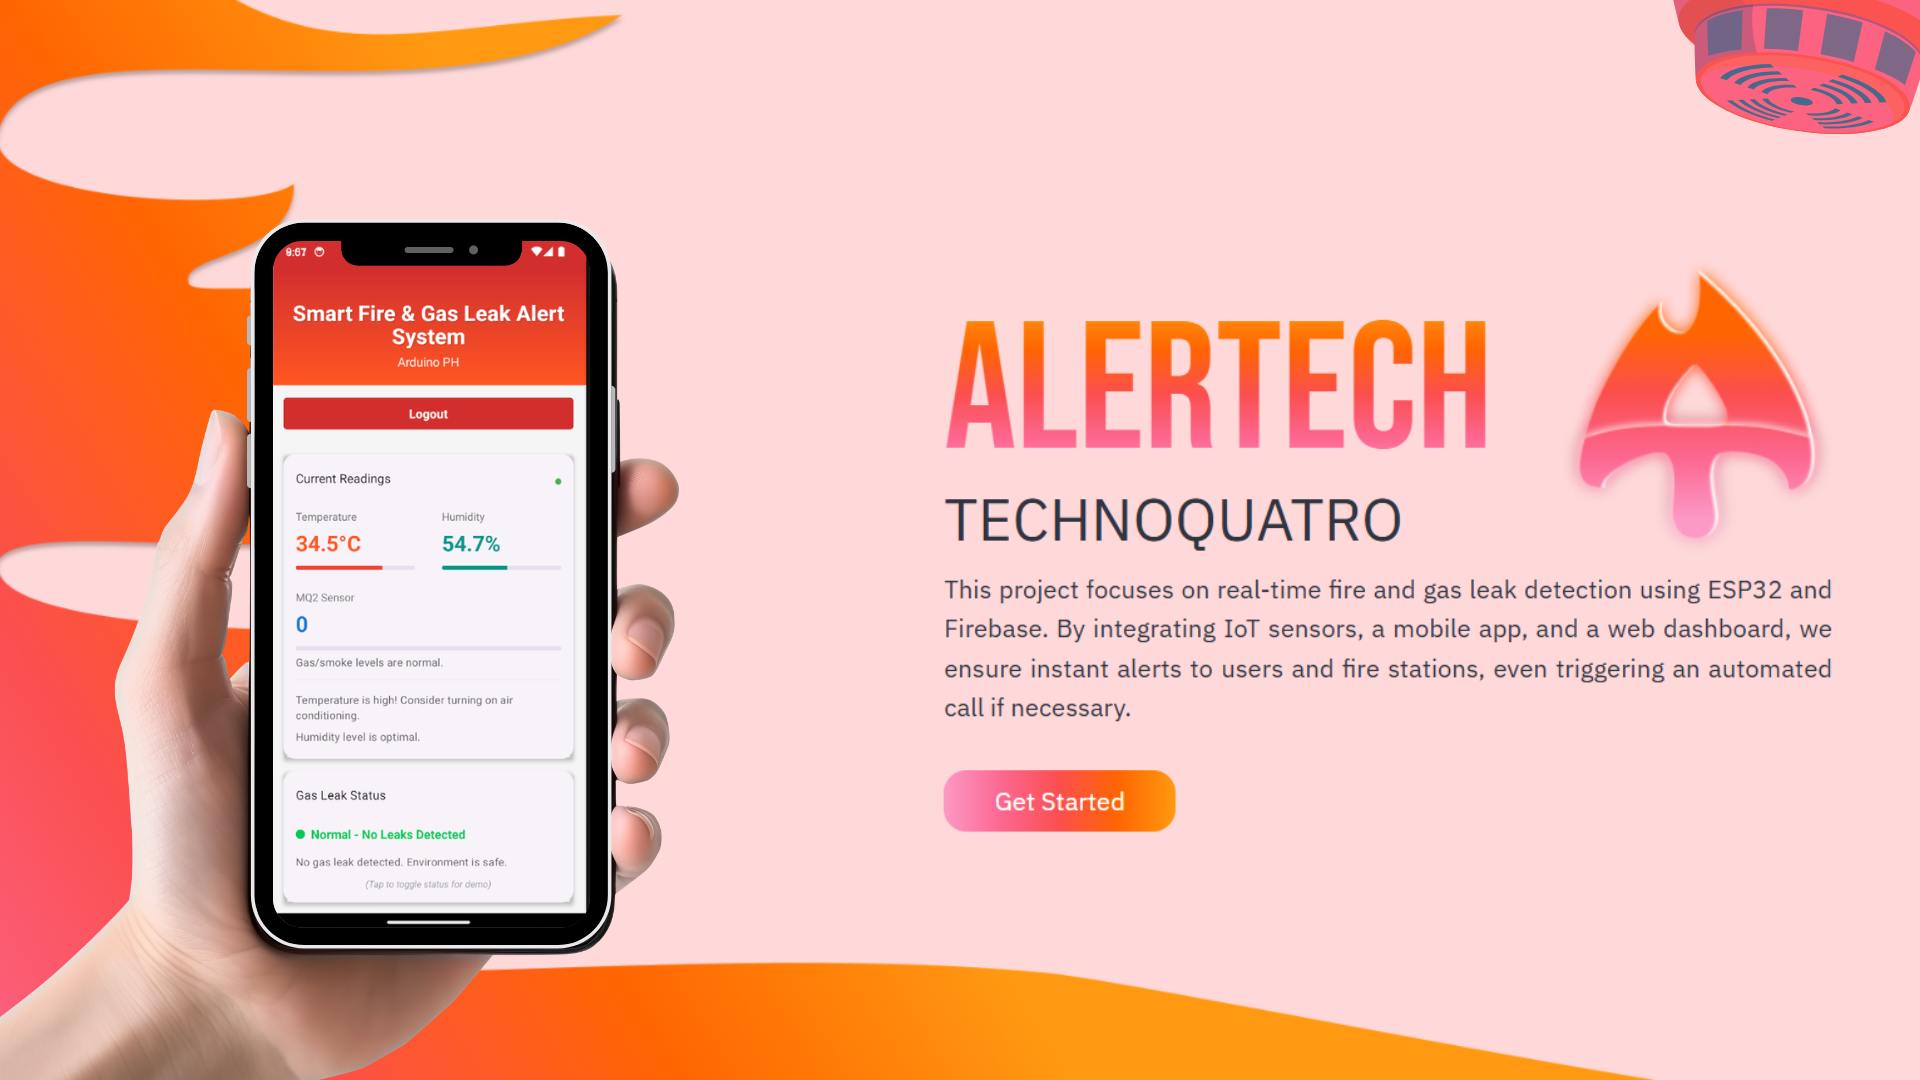 9:57
Smart Fire & Gas Leak Alert
System
Arduino PH
Logout
Current Readings
Temperature
Humidity
34.5°C
54.7%
MQ2 Sensor
0
Gas/smoke levels are normal.
Temperature is high! Consider turning on air
conditioning.
Humidity level is optimal.
Gas Leak Status
Normal - No Leaks Detected
No gas leak detected. Environment is safe.
(Tap to toggle status for demo)
ALERTECH
TECHNOQUATRO
This project focuses on real-time fire and gas leak detection using ESP32 and
Firebase. By integrating IoT sensors, a mobile app, and a web dashboard, we
ensure instant alerts to users and fire stations, even triggering an automated
call if necessary.
Get Started